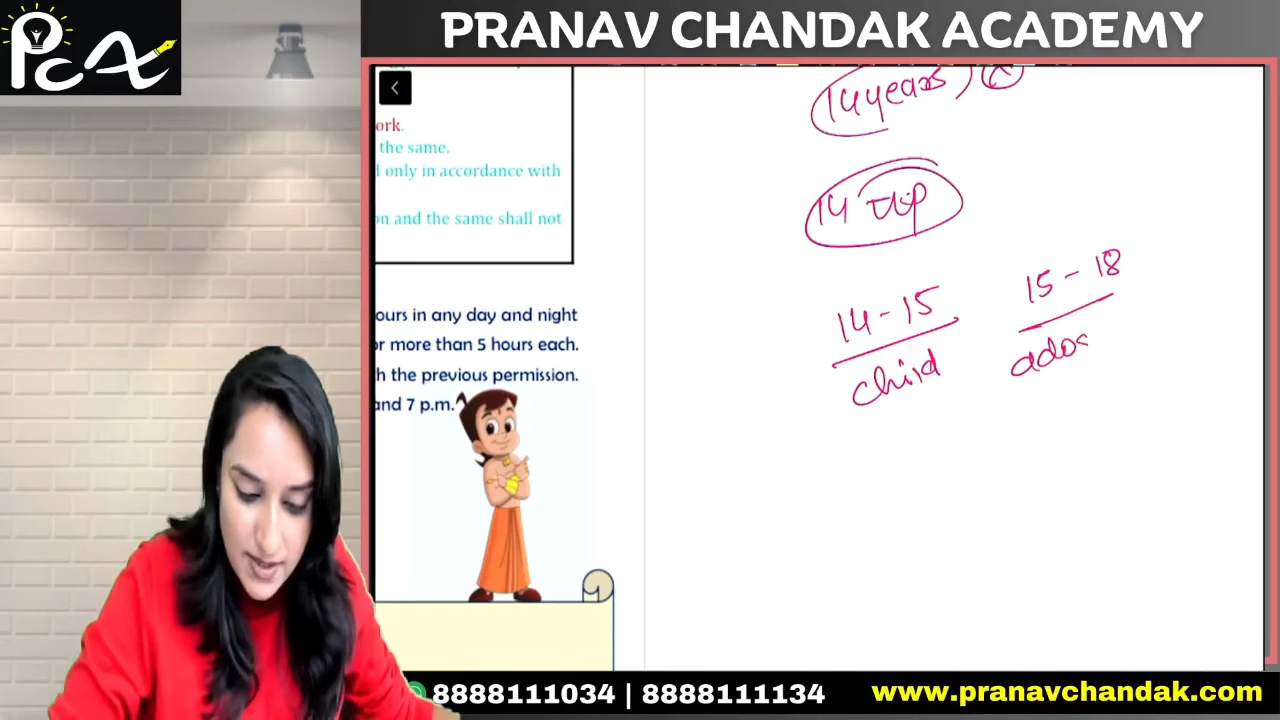 PCA
PRANAV CHANDAK ACADEMY
ork.
the same.
l only in accordance with
on and the same shall not
ours in any day and night
or more than 5 hours each.
h the previous permission.
and 7 p.m.
14 years)
14
14-15
child
15-18
ados
8888111034 | 8888111134
www.pranavchandak.com